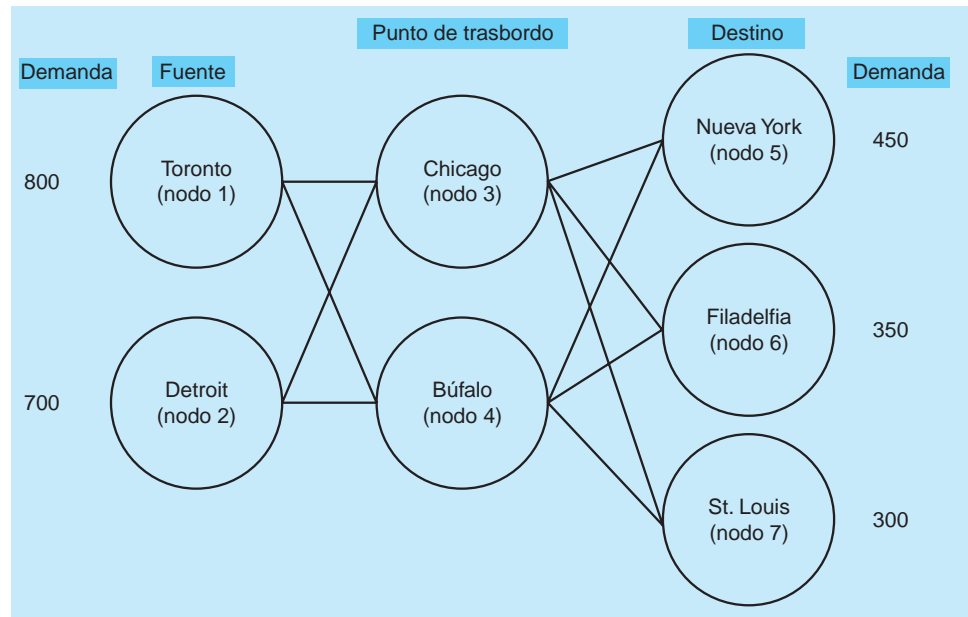 Punto de trasbordo
Destino
Demanda
Fuente
Demanda
800
Toronto
(nodo 1)
Chicago
(nodo 3)
Nueva York
(nodo 5)
450
Filadelfia
(nodo 6)
350
700
Detroit
(nodo 2)
Búfalo
(nodo 4)
St. Louis
(nodo 7)
300